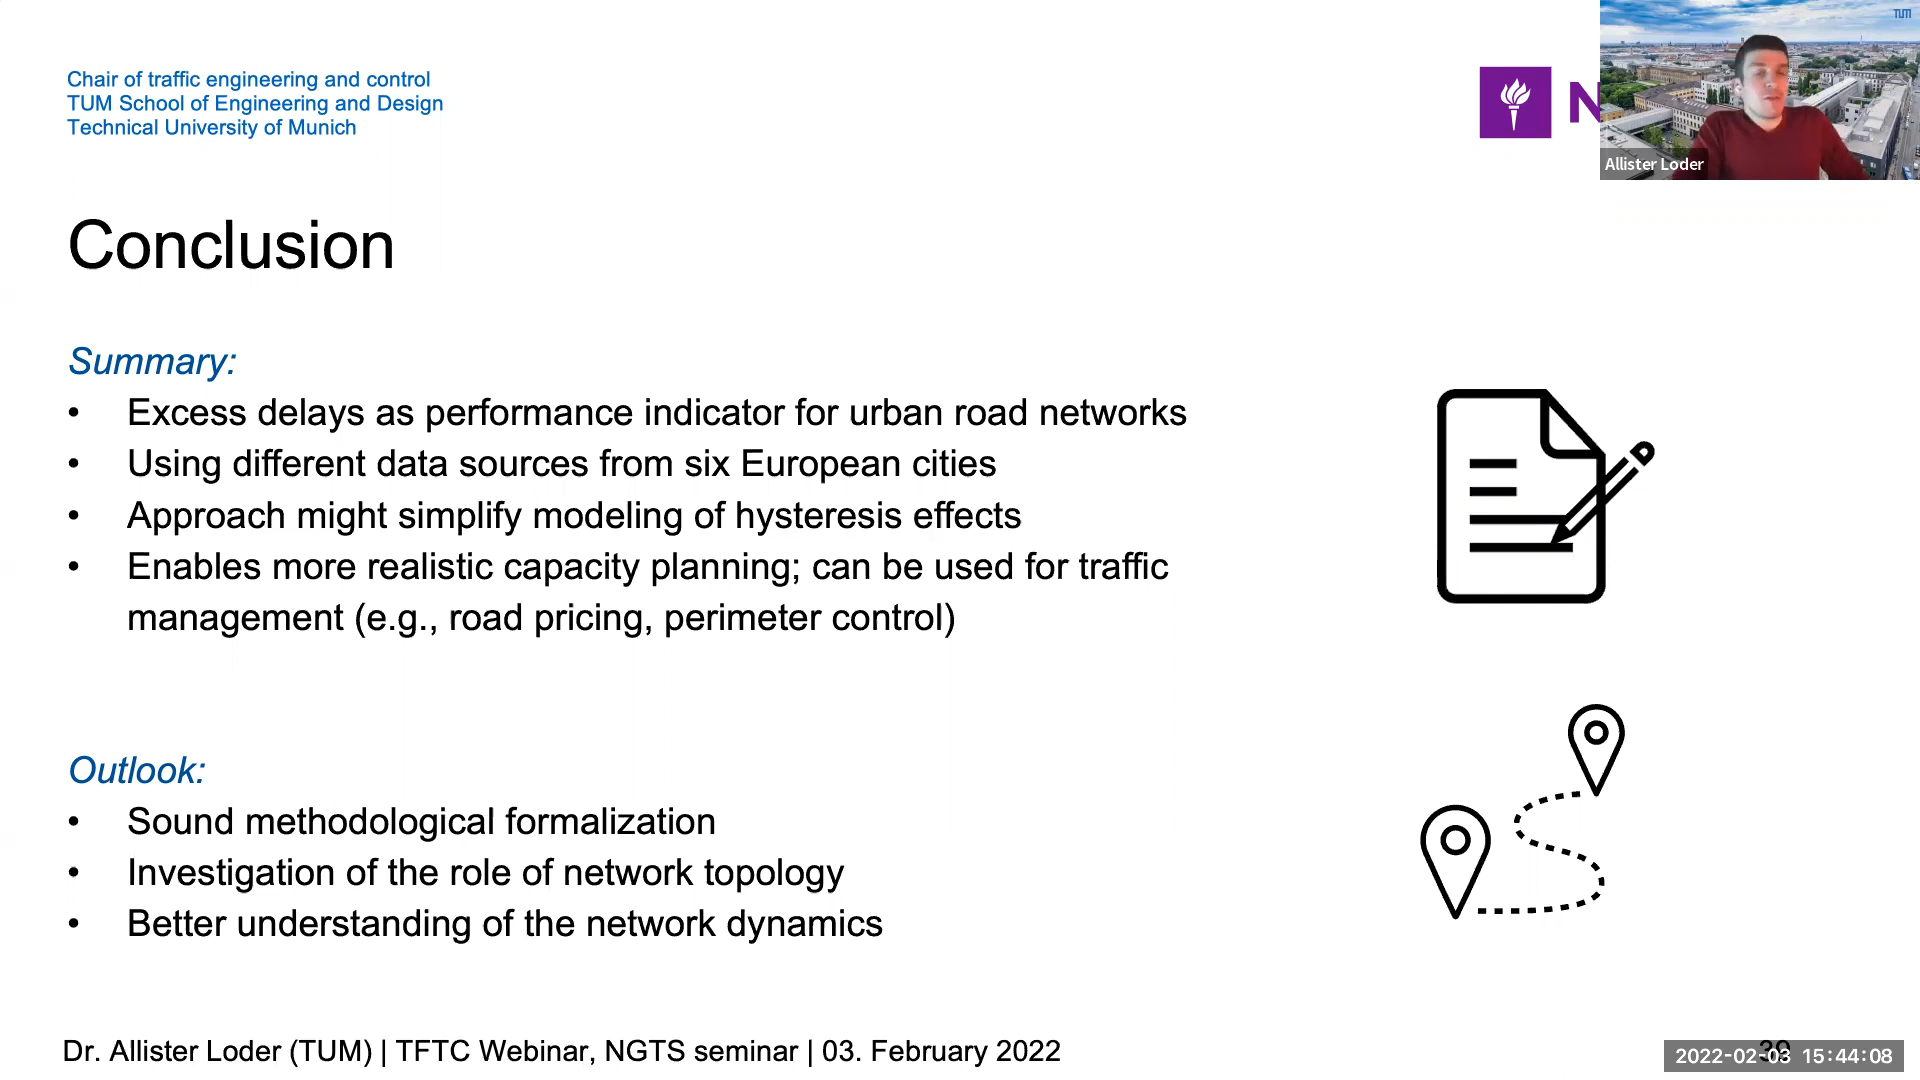 Chair of traffic engineering and control
TUM School of Engineering and Design
Technical University of Munich
N
TUM
Allister Loder
Conclusion
Summary:
• Excess delays as performance indicator for urban road networks
• Using different data sources from six European cities
• Approach might simplify modeling of hysteresis effects
• Enables more realistic capacity planning; can be used for traffic
management (e.g., road pricing, perimeter control)
Outlook:
• Sound methodological formalization
• Investigation of the role of network topology
• Better understanding of the network dynamics
Dr. Allister Loder (TUM) | TFTC Webinar, NGTS seminar | 03. February 2022
2022-02-03 15:44:08